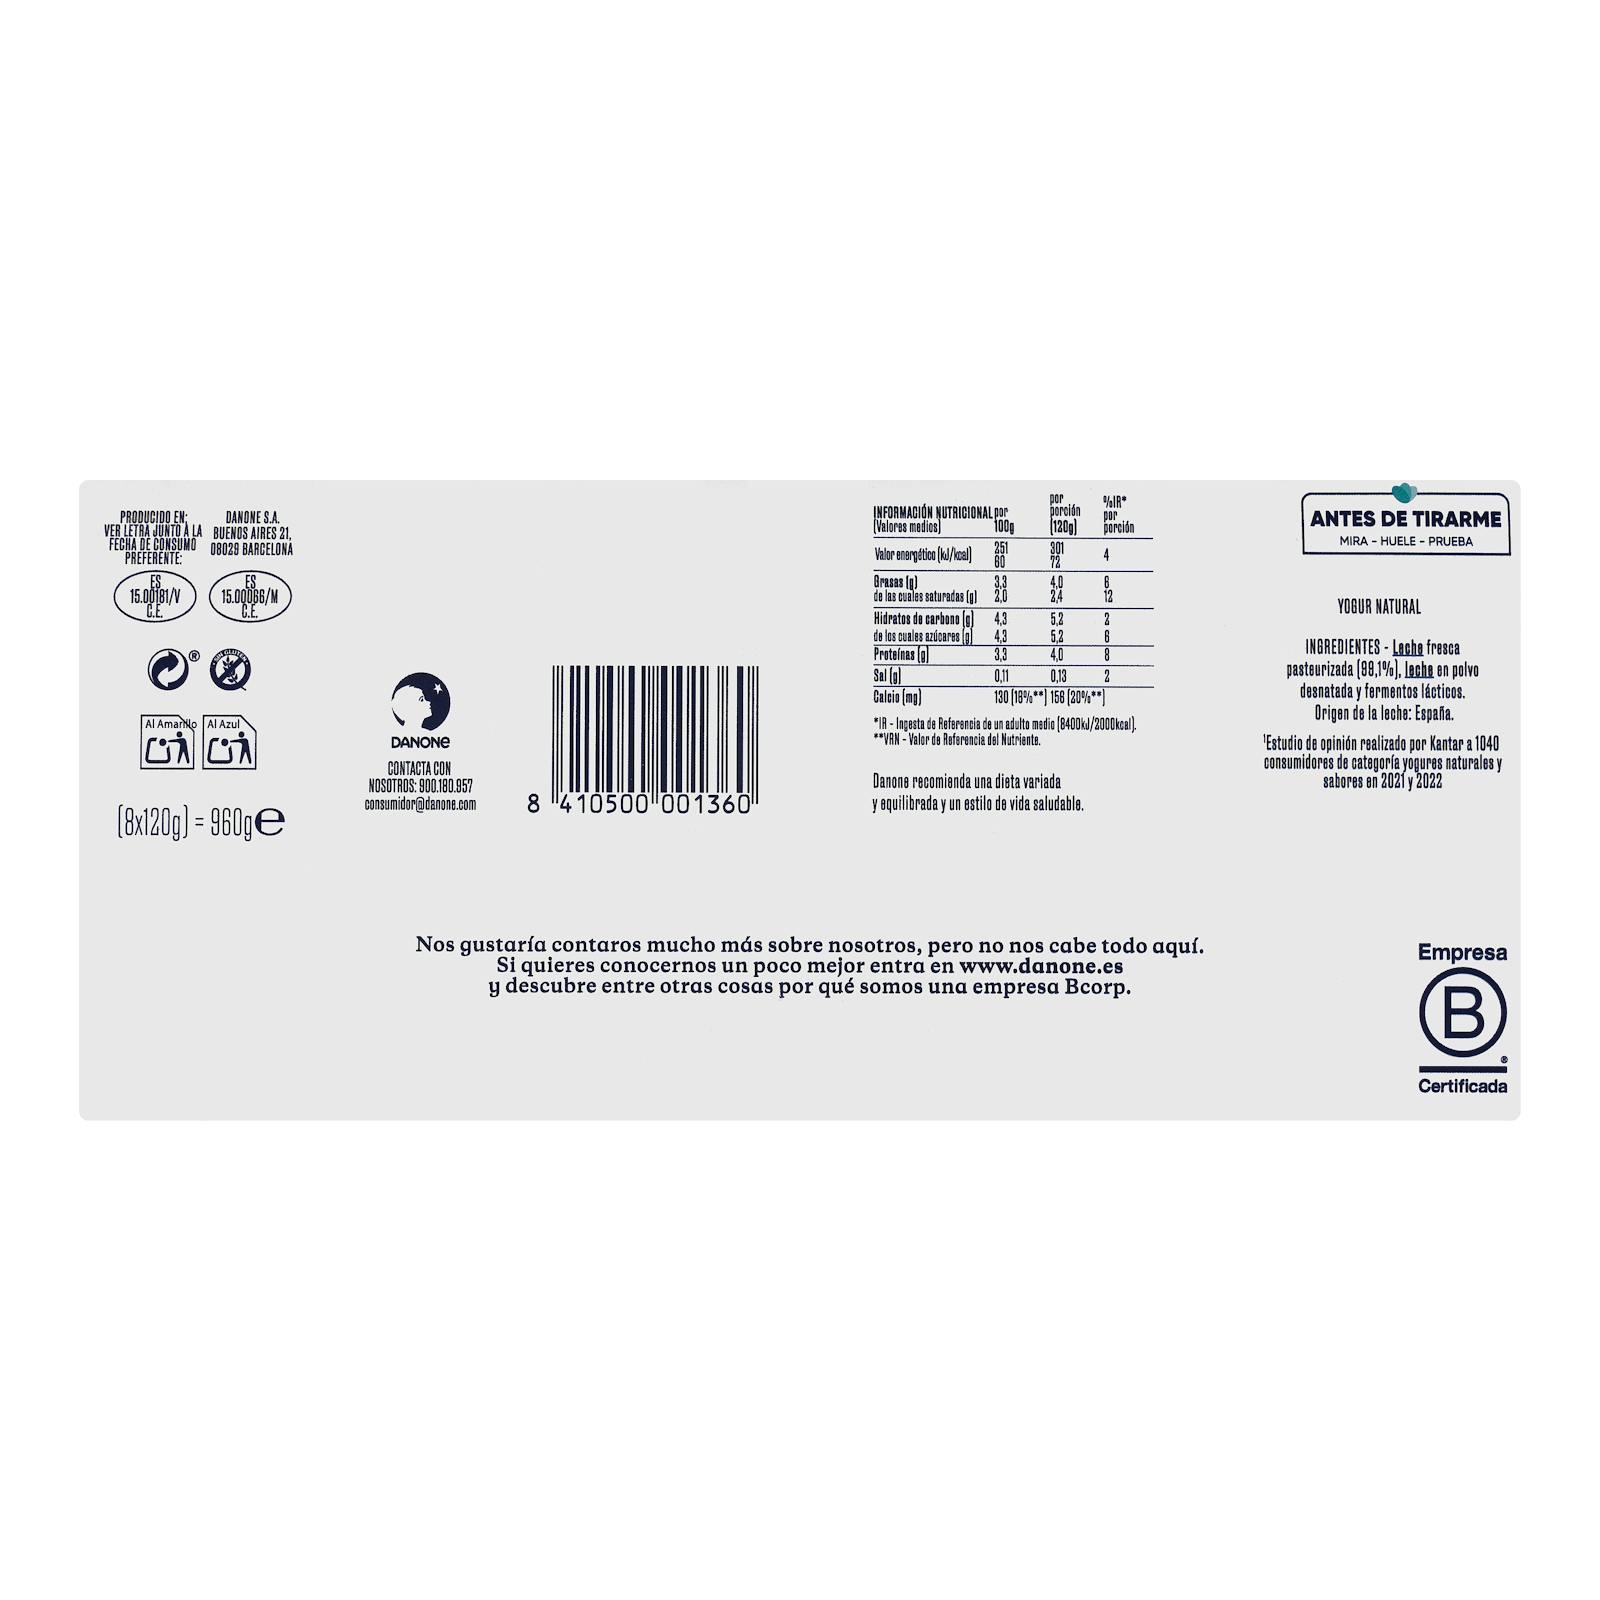 PRODUCIDO EN:
VER LETRA JUNTO A LA
FECHA DE CONSUMO
PREFERENTE:
DANONE S.A.
BUENOS AIRES 21,
08029 BARCELONA
ES
15.00181/V
C.E.
ES
15.00066/M
C.E.
®
SIN GLUTEN
Al Amarillo
Al Azul
(8x120g) = 960g℮
DANONE
CONTACTA CON
NOSOTROS: 900.180.957
consumidor@danone.com
8 410500 001360
INFORMACIÓN NUTRICIONAL por por %IR*
(Valores medios) 100g porción por
(120g) porción
Valor energético (kJ/kcal) 251 301 4
60 72
Grasas (g) 3,3 4,0 6
de las cuales saturadas (g) 2,0 2,4 12
Hidratos de carbono (g) 4,3 5,2 2
de los cuales azúcares (g) 4,3 5,2 6
Proteínas (g) 3,3 4,0 8
Sal (g) 0,11 0,13 2
Calcio (mg) 130 (16%**) 156 (20%**)
*IR - Ingesta de Referencia de un adulto medio (8400kJ/2000kcal).
**VRN - Valor de Referencia del Nutriente.
Danone recomienda una dieta variada
y equilibrada y un estilo de vida saludable.
ANTES DE TIRARME
MIRA - HUELE - PRUEBA
YOGUR NATURAL
INGREDIENTES - Leche fresca
pasteurizada (99,1%), leche en polvo
desnatada y fermentos lácticos.
Origen de la leche: España.
¹Estudio de opinión realizado por Kantar a 1040
consumidores de categoría yogures naturales y
sabores en 2021 y 2022
Nos gustaría contaros mucho más sobre nosotros, pero no nos cabe todo aquí.
Si quieres conocernos un poco mejor entra en www.danone.es
y descubre entre otras cosas por qué somos una empresa Bcorp.
Empresa
B
®
Certificada